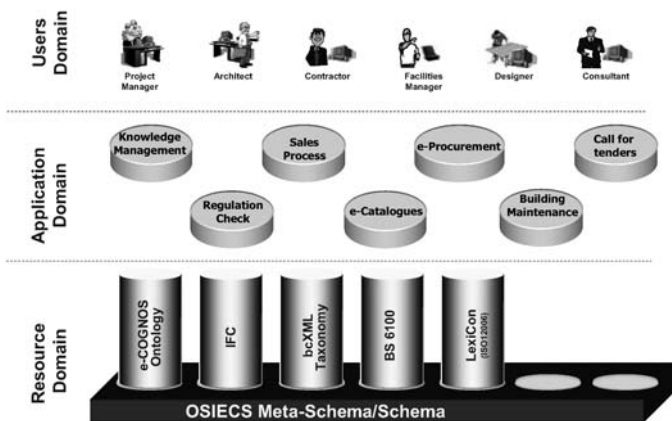 Users
Domain
Project
Manager
Architect
Contractor
Facilities
Manager
Designer
Consultant
Application
Domain
Knowledge
Management
Sales
Process
e-Procurement
Call for
tenders
Regulation
Check
e-Catalogues
Building
Maintenance
Resource
Domain
e-COGNOS
Ontology
IFC
bcXML
Taxonomy
BS 6100
LexiCon
(ISO12006)
OSIECS Meta-Schema/Schema